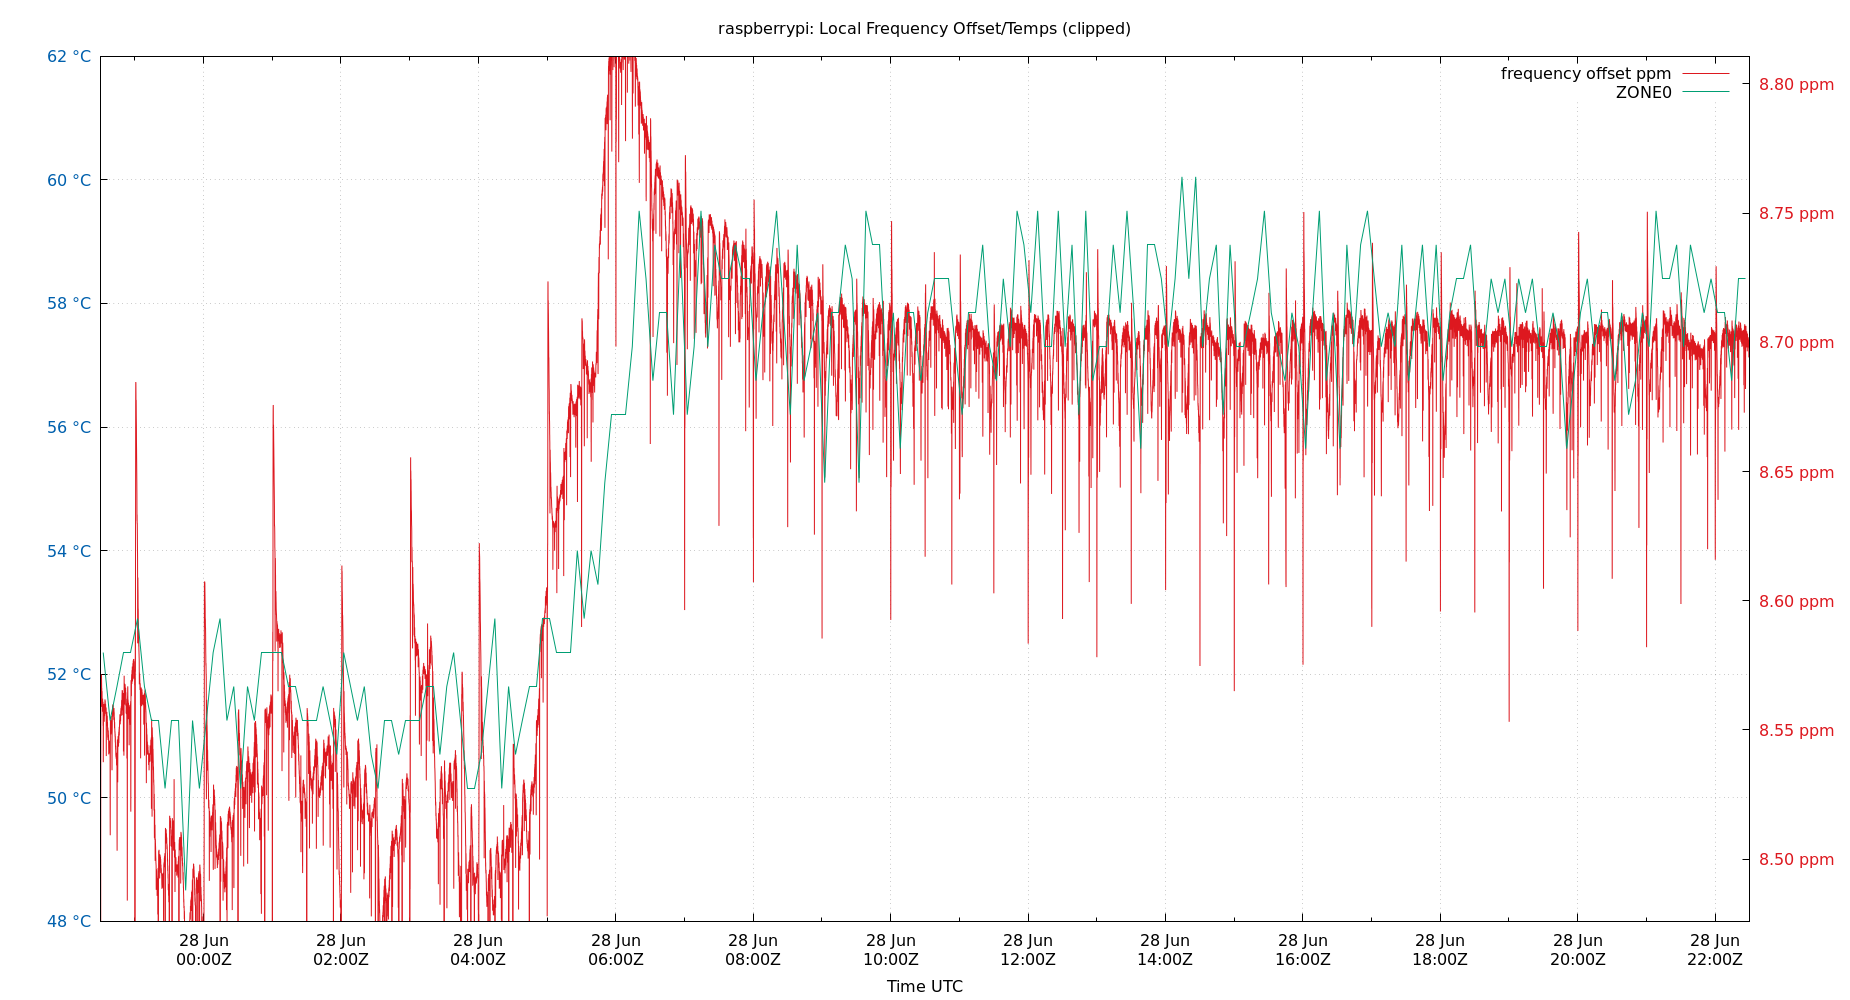 raspberrypi: Local Frequency Offset/Temps (clipped)
frequency offset ppm
ZONE0
62 °C
60 °C
58 °C
56 °C
54 °C
52 °C
50 °C
48 °C
8.80 ppm
8.75 ppm
8.70 ppm
8.65 ppm
8.60 ppm
8.55 ppm
8.50 ppm
28 Jun
00:00Z
28 Jun
02:00Z
28 Jun
04:00Z
28 Jun
06:00Z
28 Jun
08:00Z
28 Jun
10:00Z
28 Jun
12:00Z
28 Jun
14:00Z
28 Jun
16:00Z
28 Jun
18:00Z
28 Jun
20:00Z
28 Jun
22:00Z
Time UTC